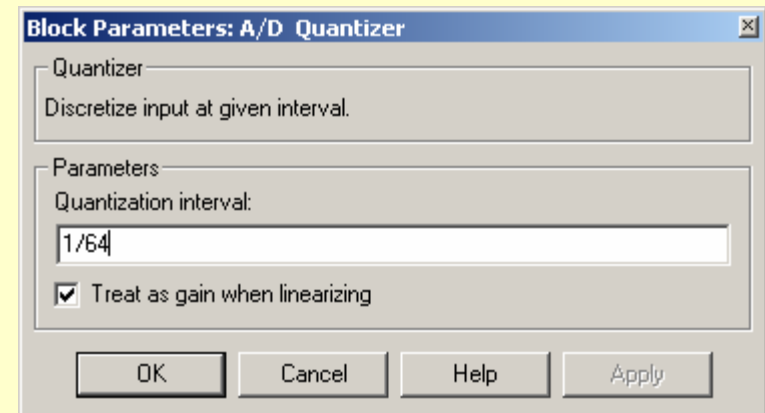 Block Parameters: A/D Quantizer
Quantizer
Discretize input at given interval.
Parameters
Quantization interval:
1/64
Treat as gain when linearizing
OK Cancel Help Apply